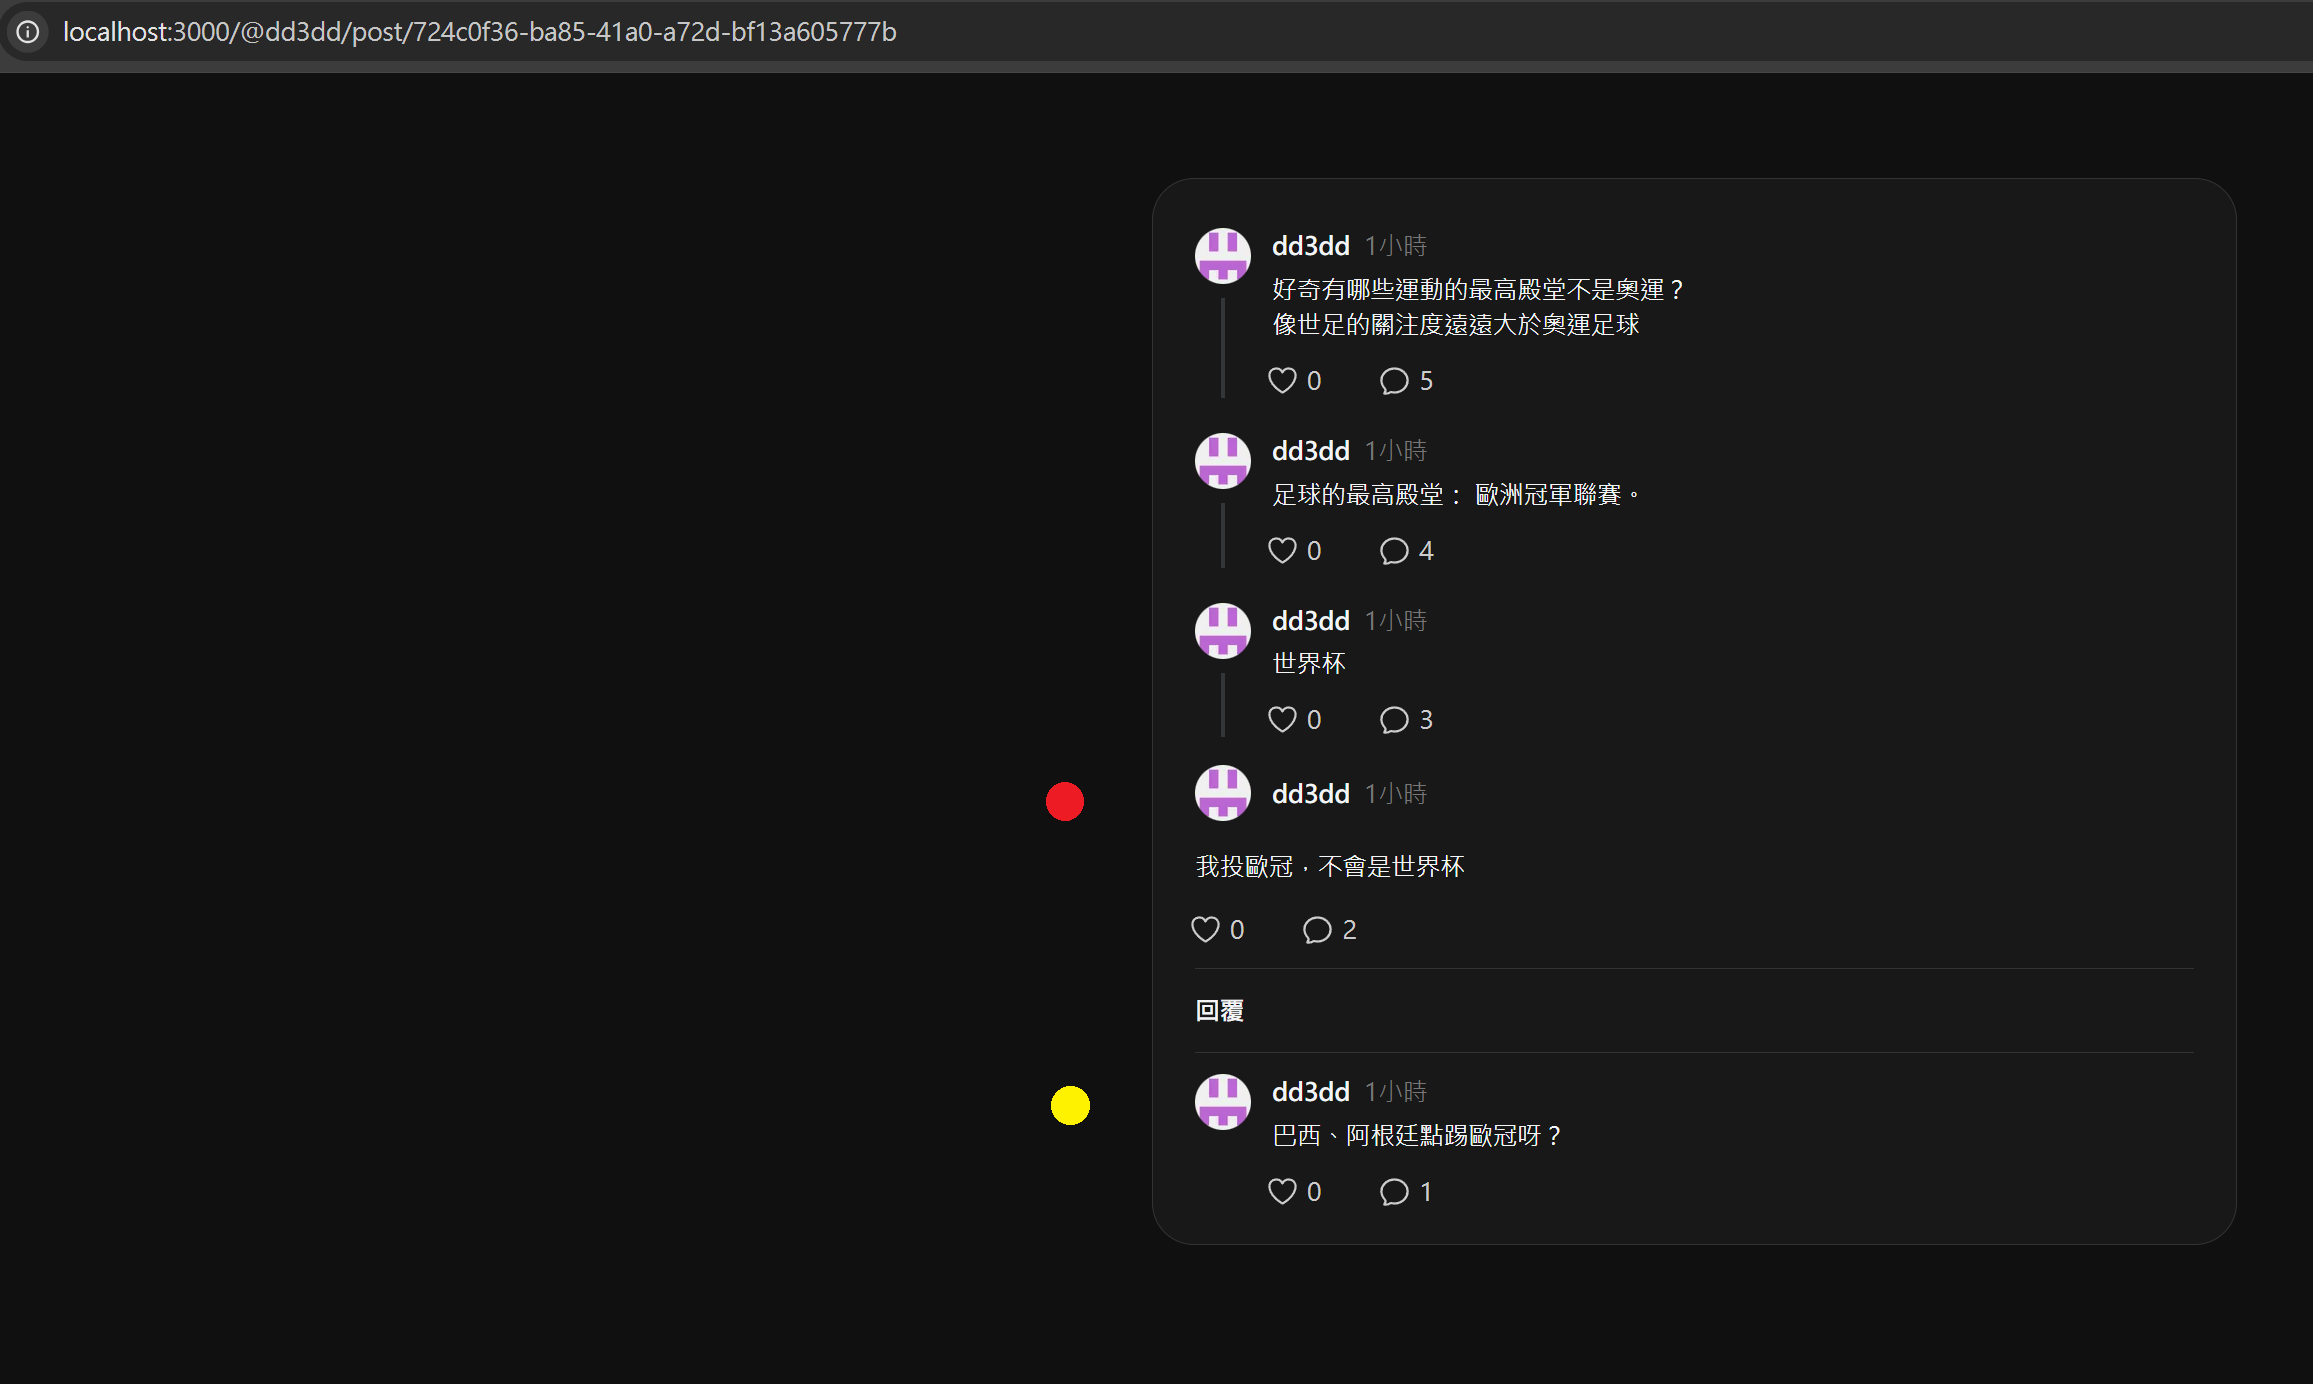 localhost:3000/@dd3dd/post/724c0f36-ba85-41a0-a72d-bf13a605777b
dd3dd 1小時
好奇有哪些運動的最高殿堂不是奧運？
像世足的關注度遠遠大於奧運足球
0 5
dd3dd 1小時
足球的最高殿堂： 歐洲冠軍聯賽。
0 4
dd3dd 1小時
世界杯
0 3
dd3dd 1小時
我投歐冠，不會是世界杯
0 2
回覆
dd3dd 1小時
巴西、阿根廷點踢歐冠呀？
0 1